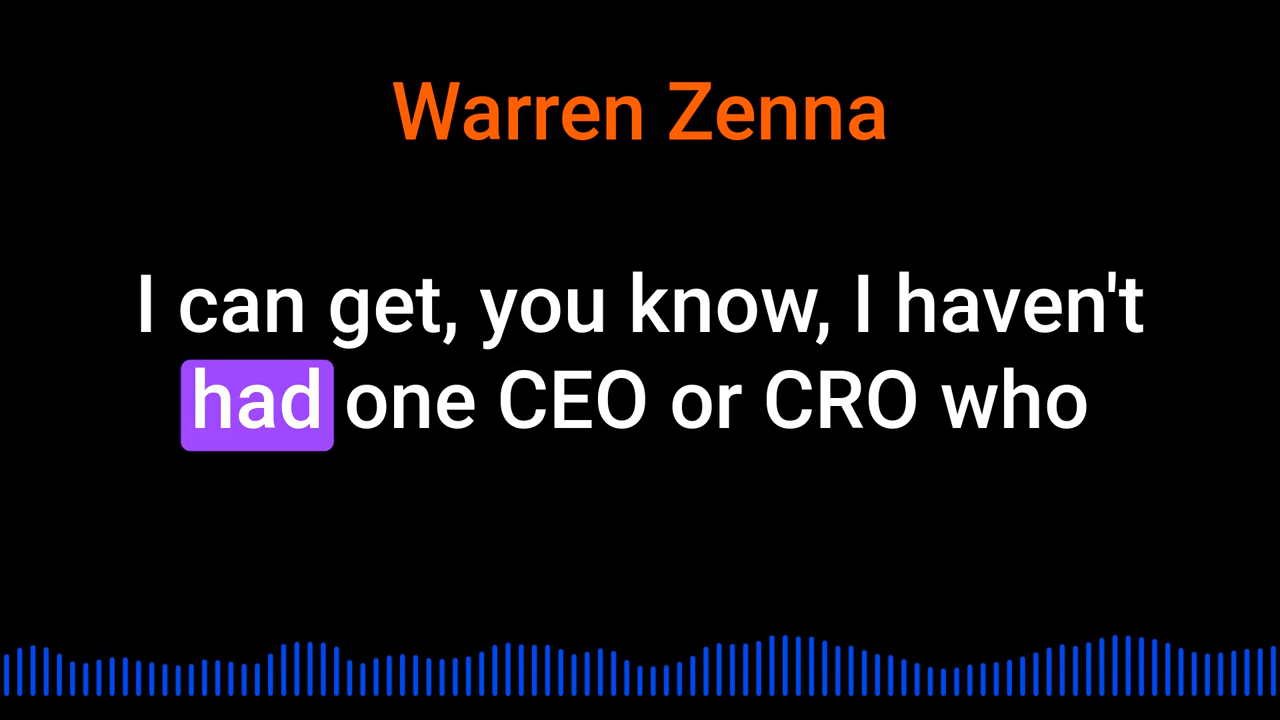 Warren Zenna
I can get, you know, I haven't
had one CEO or CRO who